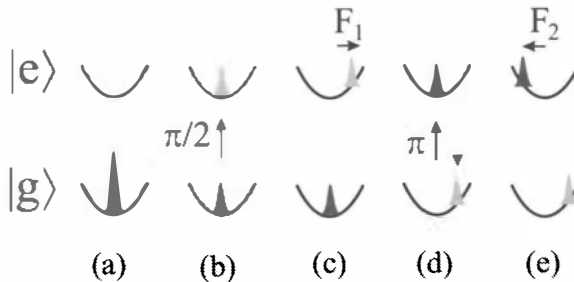 F₁ F₂
|e⟩
π/2 π
|g⟩
(a) (b) (c) (d) (e)